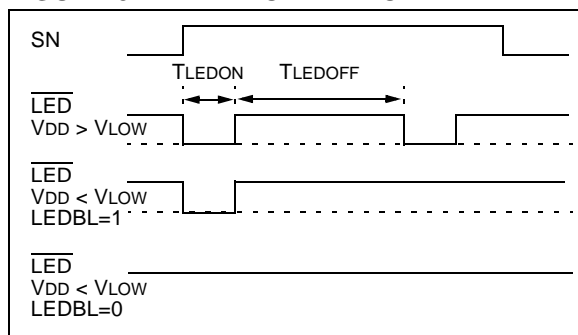 SN
TLEDON TLEDOFF
LED
VDD > VLOW
LED
VDD < VLOW
LEDBL=1
LED
VDD < VLOW
LEDBL=0